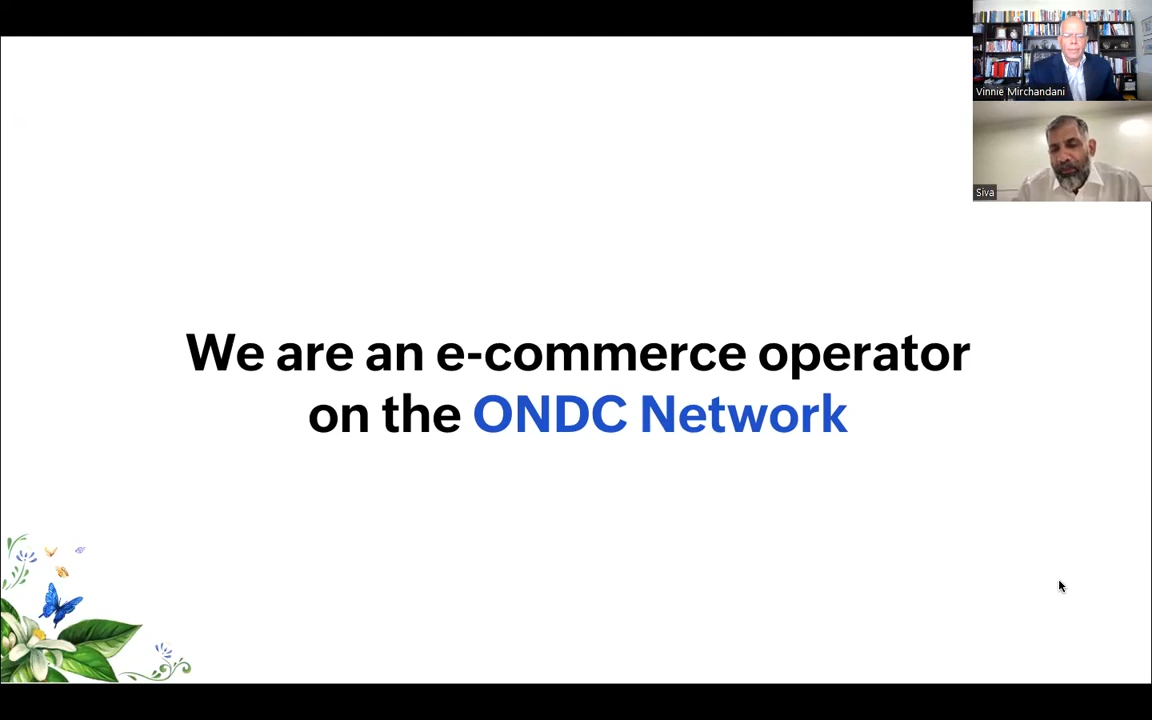 Vinnie Mirchandani
Siva
We are an e-commerce operator
on the ONDC Network